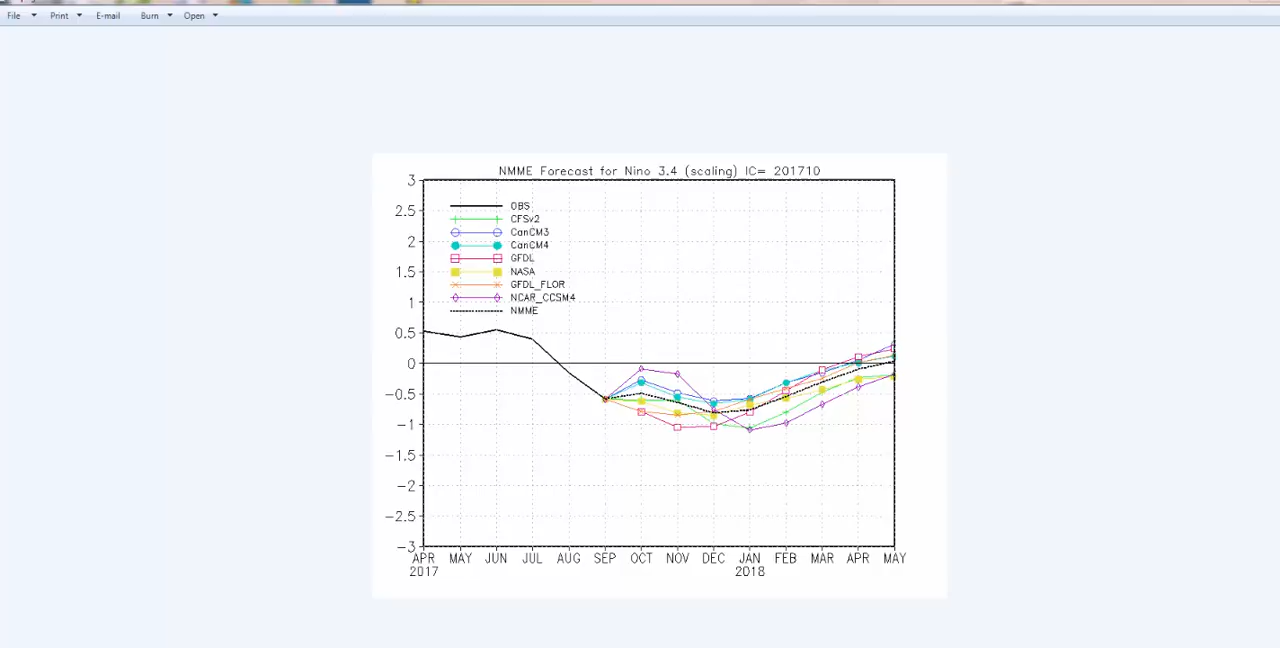 File Print E-mail Burn Open
NMME Forecast for Nino 3.4 (scaling) IC= 201710
3
2.5
2
1.5
1
0.5
0
-0.5
-1
-1.5
-2
-2.5
-3
OBS
CFSv2
CanCM3
CanCM4
GFDL
NASA
GFDL_FLOR
NCAR_CCSM4
NMME
APR MAY JUN JUL AUG SEP OCT NOV DEC JAN FEB MAR APR MAY
2017 2018